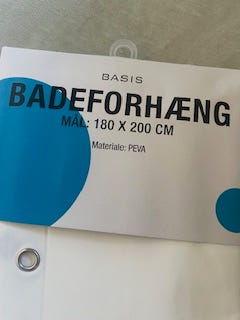 BASIS
BADEFORHÆNG
MÅL: 180 X 200 CM
Materiale: PEVA